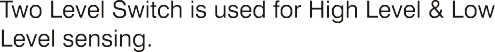 Two Level Switch is used for High Level & Low
Level sensing.